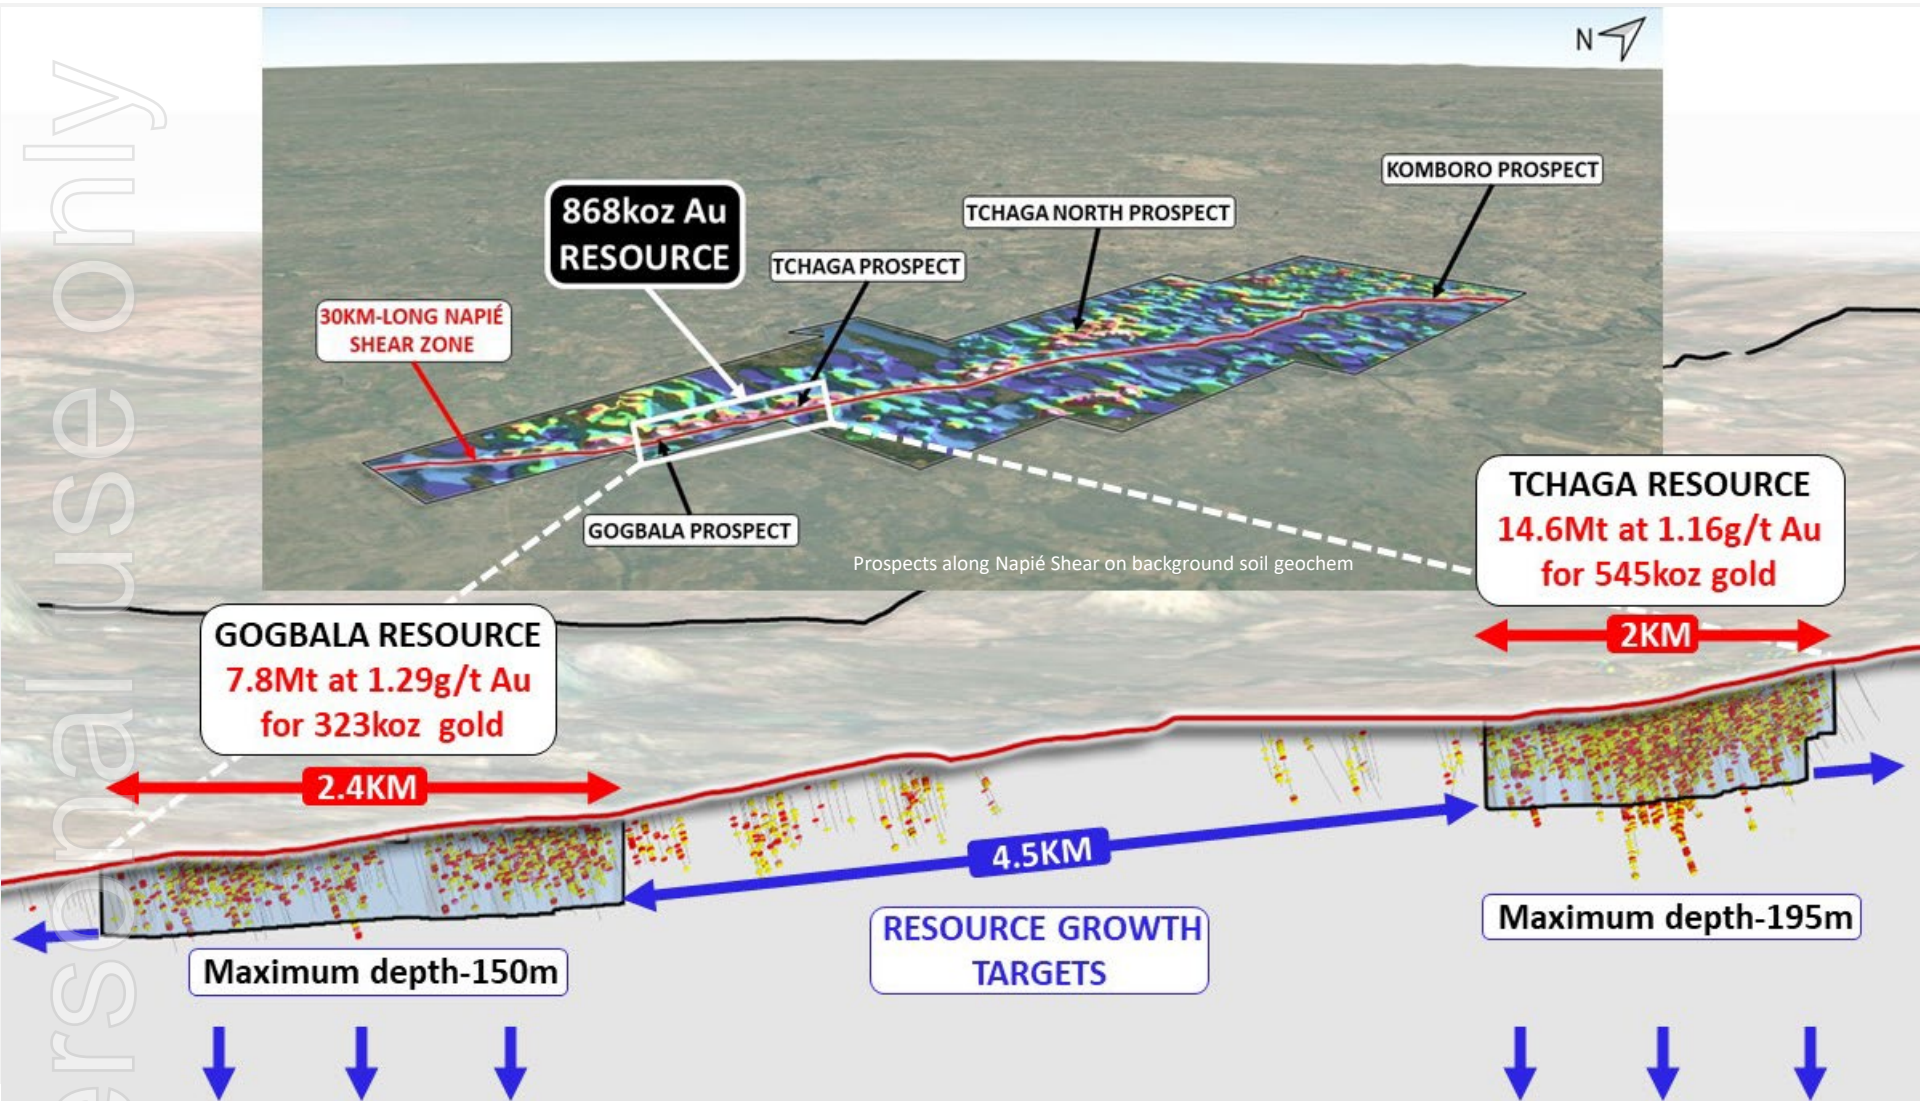 N
KOMBORO PROSPECT
868koz Au
RESOURCE
TCHAGA NORTH PROSPECT
TCHAGA PROSPECT
30KM-LONG NAPIÉ
SHEAR ZONE
GOGBALA PROSPECT
Prospects along Napié Shear on background soil geochem
TCHAGA RESOURCE
14.6Mt at 1.16g/t Au
for 545koz gold
2KM
GOGBALA RESOURCE
7.8Mt at 1.29g/t Au
for 323koz gold
2.4KM
4.5KM
RESOURCE GROWTH
TARGETS
Maximum depth-195m
Maximum depth-150m
ersonal use only